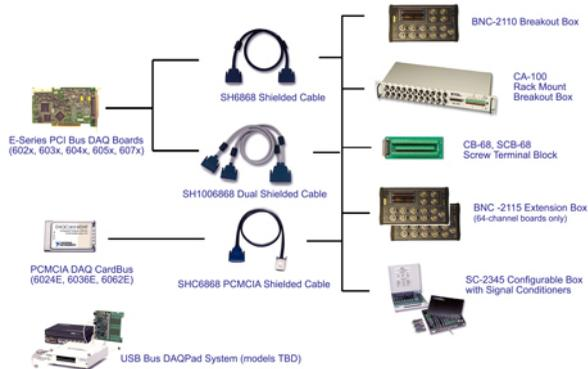 BNC-2110 Breakout Box
SH6868 Shielded Cable
CA-100
Rack Mount
Breakout Box
E-Series PCI Bus DAQ Boards
(602x, 603x, 604x, 605x, 607x)
CB-68, SCB-68
Screw Terminal Block
SH1006868 Dual Shielded Cable
BNC -2115 Extension Box
(64-channel boards only)
PCMCIA DAQ CardBus
(6024E, 6036E, 6062E)
SHC6868 PCMCIA Shielded Cable
SC-2345 Configurable Box
with Signal Conditioners
USB Bus DAQPad System (models TBD)